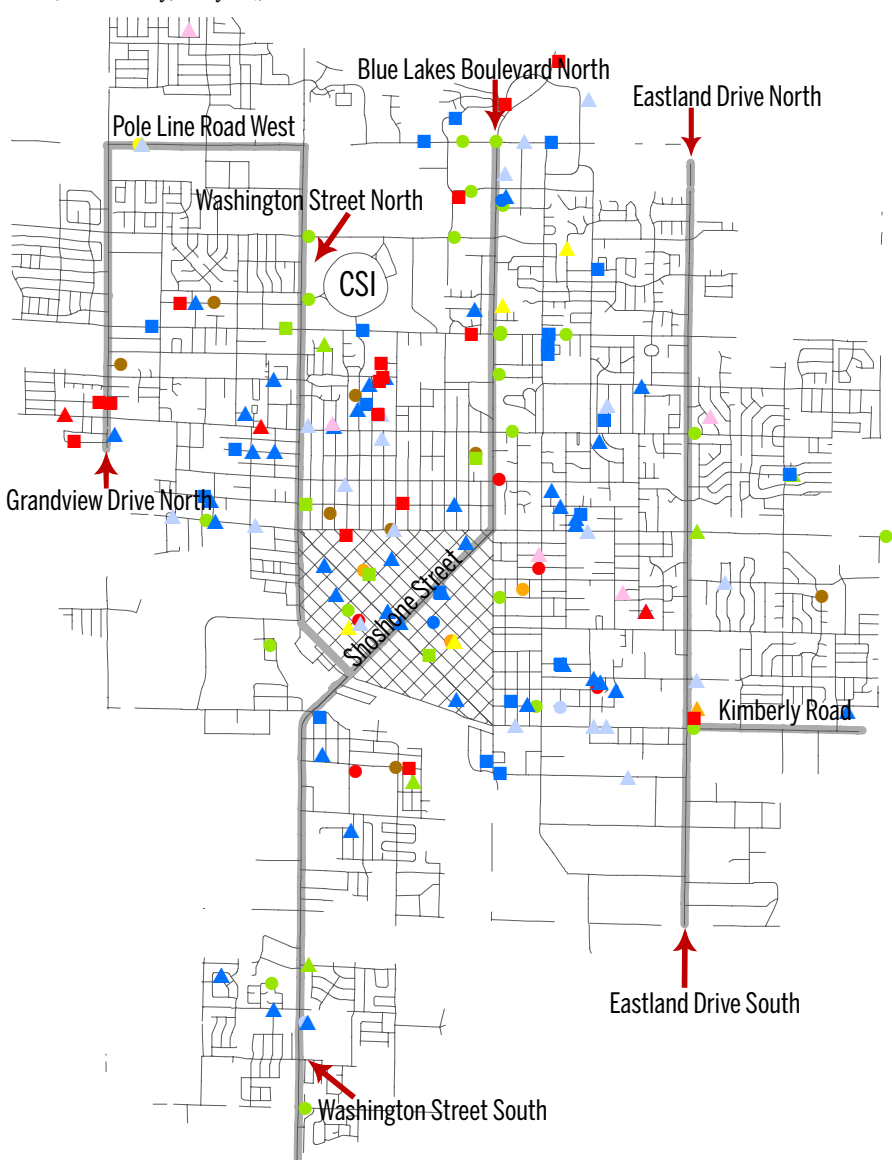 Blue Lakes Boulevard North
Eastland Drive North
Pole Line Road West
Washington Street North
CSI
Grandview Drive North
Shoshone Street
Kimberly Road
Eastland Drive South
Washington Street South